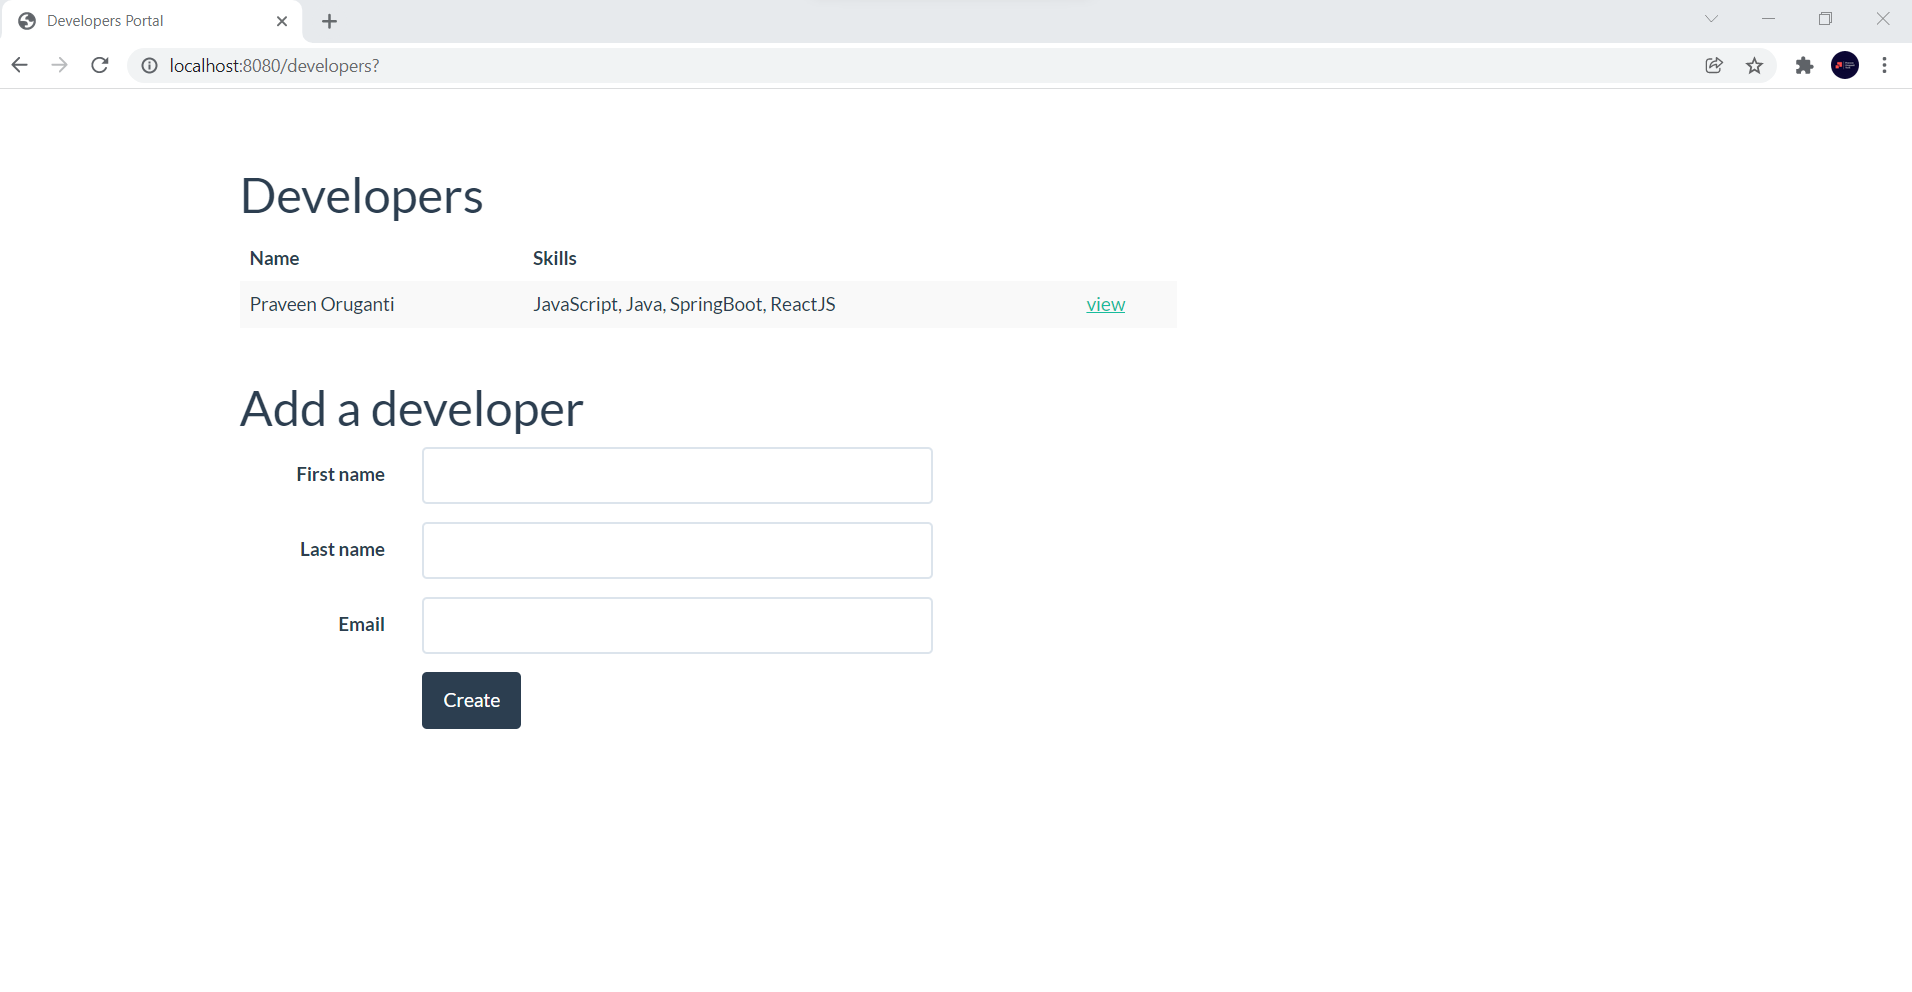 Developers Portal
localhost:8080/developers?
Developers
Name Skills
Praveen Oruganti JavaScript, Java, SpringBoot, ReactJS view
Add a developer
First name
Last name
Email
Create